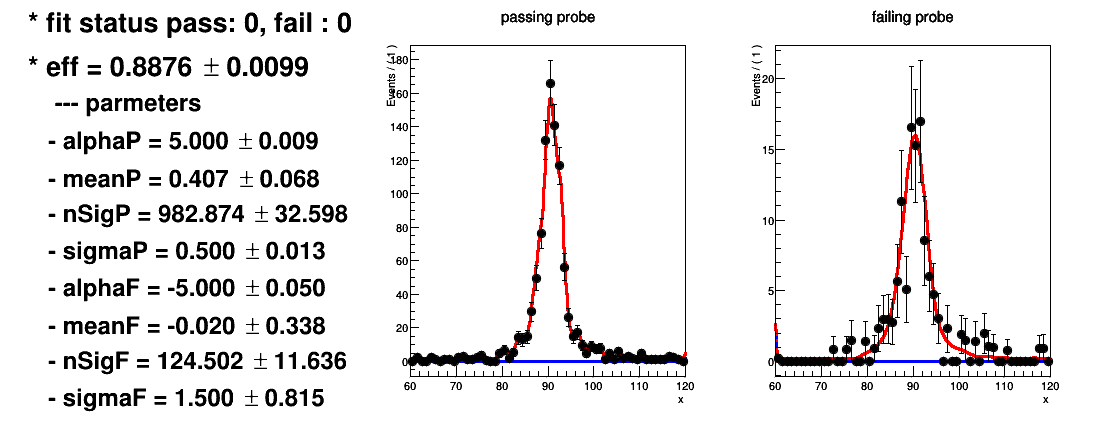 * fit status pass: 0, fail : 0
* eff = 0.8876 ± 0.0099
--- parmeters
- alphaP = 5.000 ± 0.009
- meanP = 0.407 ± 0.068
- nSigP = 982.874 ± 32.598
- sigmaP = 0.500 ± 0.013
- alphaF = -5.000 ± 0.050
- meanF = -0.020 ± 0.338
- nSigF = 124.502 ± 11.636
- sigmaF = 1.500 ± 0.815
passing probe
Events / ( 1 )
180
160
140
120
100
80
60
40
20
0
60 70 80 90 100 110 120
x
failing probe
Events / ( 1 )
20
15
10
5
0
60 70 80 90 100 110 120
x